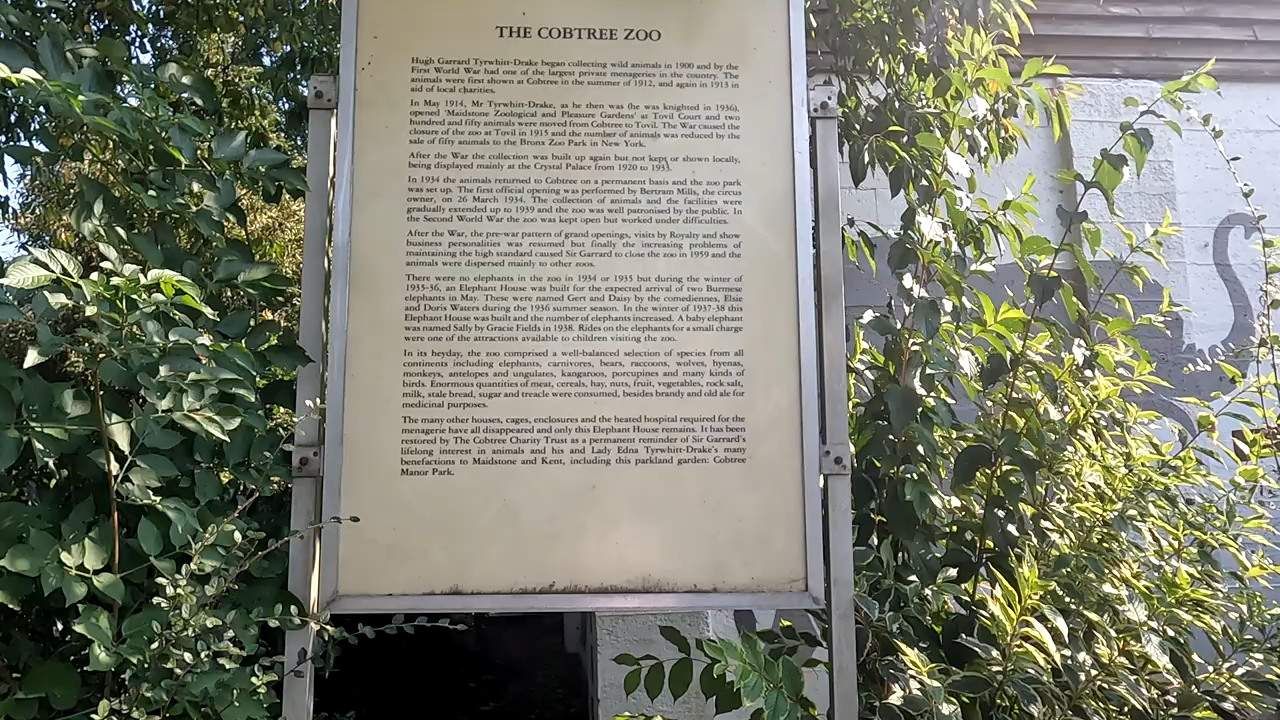 THE COBTREE ZOO
Hugh Garrard Tyrwhitt-Drake began collecting wild animals in 1900 and by the
First World War had one of the largest private menageries in the country. The
animals were first shown at Cobtree in the summer of 1912, and again in 1913 in
aid of local charities.
In May 1914, Mr Tyrwhitt-Drake, as he then was (he was knighted in 1936),
opened 'Maidstone Zoological and Pleasure Gardens' at Tovil Court and two
hundred and fifty animals were moved from Cobtree to Tovil. The War caused the
closure of the zoo at Tovil in 1915 and the number of animals was reduced by the
sale of fifty animals to the Bronx Zoo Park in New York.
After the War the collection was built up again but not kept or shown locally,
being displayed mainly at the Crystal Palace from 1920 to 1933.
In 1934 the animals returned to Cobtree on a permanent basis and the zoo park
was set up. The first official opening was performed by Bertram Mills, the circus
owner, on 26 March 1934. The collection of animals and the facilities were
gradually extended up to 1939 and the zoo was well patronised by the public. In
the Second World War the zoo was kept open but worked under difficulties.
After the War, the pre-war pattern of grand openings, visits by Royalty and show
business personalities was resumed but finally the increasing problems of
maintaining the high standard caused Sir Garrard to close the zoo in 1959 and the
animals were dispersed mainly to other zoos.
There were no elephants in the zoo in 1934 or 1935 but during the winter of
1935-36, an Elephant House was built for the expected arrival of two Burmese
elephants in May. These were named Gert and Daisy by the comediennes, Elsie
and Doris Waters during the 1936 summer season. In the winter of 1937-38 this
Elephant House was built and the number of elephants increased. A baby elephant
was named Sally by Gracie Fields in 1938. Rides on the elephants for a small charge
were one of the attractions available to children visiting the zoo.
In its heyday, the zoo comprised a well-balanced selection of species from all
continents including elephants, carnivores, bears, raccoons, wolves, hyenas,
monkeys, antelopes and ungulates, kangaroos, porcupines and many kinds of
birds. Enormous quantities of meat, cereals, hay, nuts, fruit, vegetables, rock salt,
milk, stale bread, sugar and treacle were consumed, besides brandy and old ale for
medicinal purposes.
The many other houses, cages, enclosures and the heated hospital required for the
menagerie have all disappeared and only this Elephant House remains. It has been
restored by The Cobtree Charity Trust as a permanent reminder of Sir Garrard's
lifelong interest in animals and his and Lady Edna Tyrwhitt-Drake's many
benefactions to Maidstone and Kent, including this parkland garden: Cobtree
Manor Park.